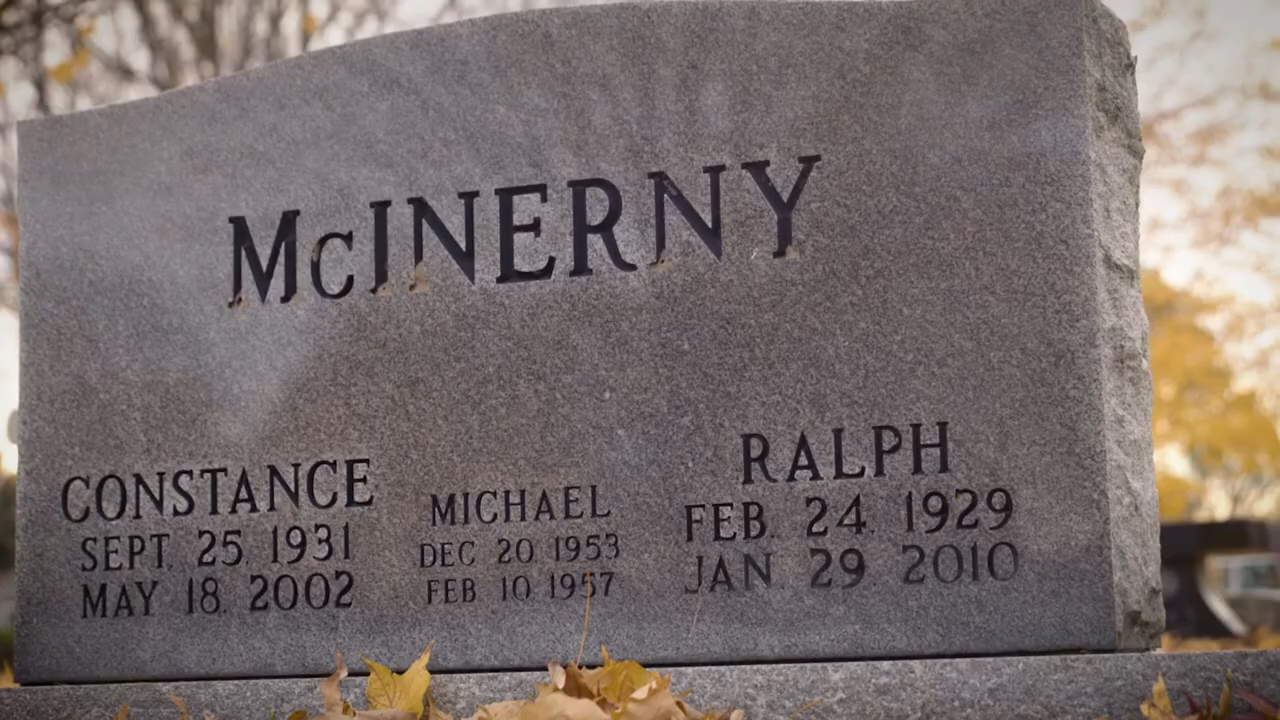 McINERNY
CONSTANCE
SEPT. 25. 1931
MAY 18. 2002
MICHAEL
DEC 20 1953
FEB 10 1957
RALPH
FEB. 24. 1929
JAN 29 2010